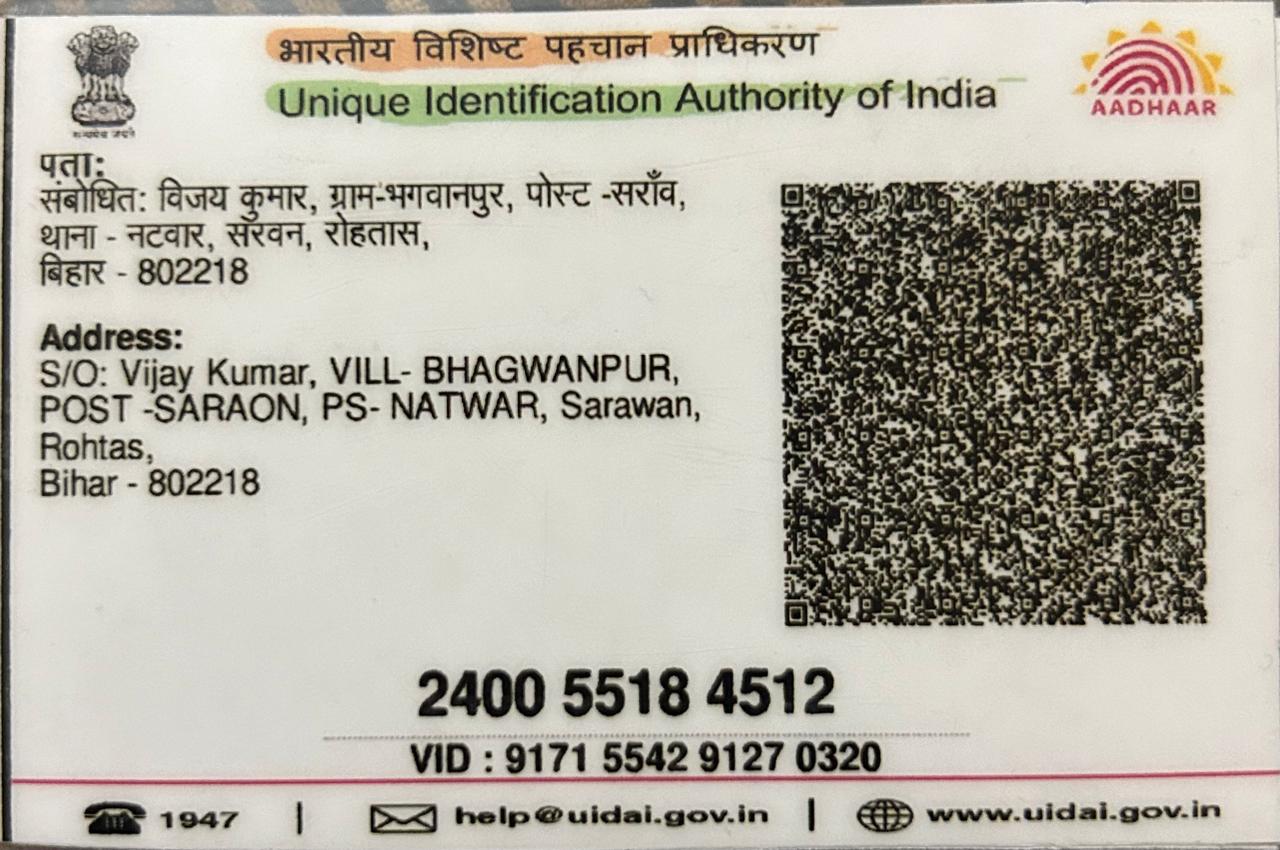 भारतीय विशिष्ट पहचान प्राधिकरण
Unique Identification Authority of India
AADHAAR
सत्यमेव जयते
पता:
संबोधित: विजय कुमार, ग्राम-भगवानपुर, पोस्ट -सराँव,
थाना - नटवार, सरवन, रोहतास,
बिहार - 802218
Address:
S/O: Vijay Kumar, VILL- BHAGWANPUR,
POST -SARAON, PS- NATWAR, Sarawan,
Rohtas,
Bihar - 802218
2400 5518 4512
VID : 9171 5542 9127 0320
1947 | help@uidai.gov.in | www.uidai.gov.in